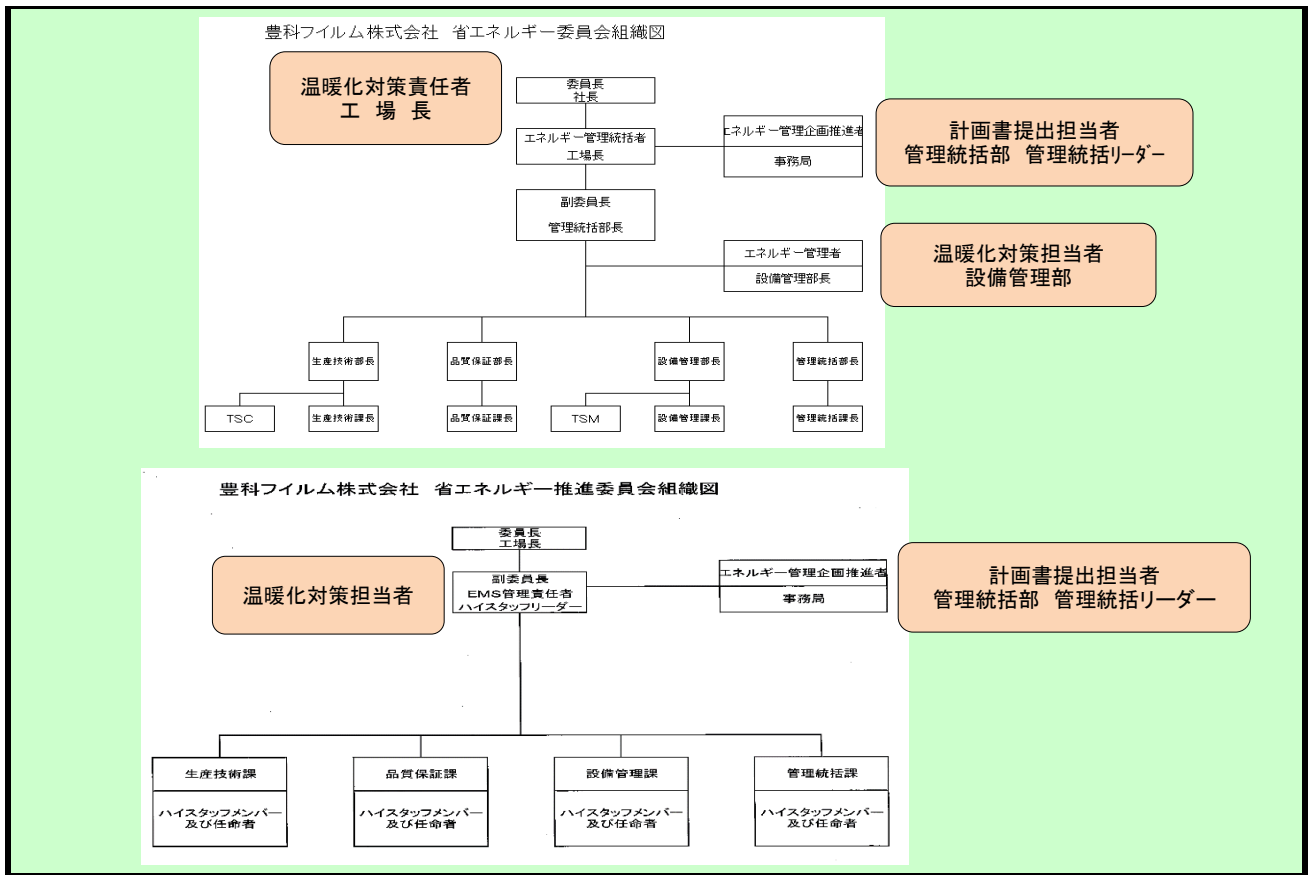 豊科フイルム株式会社 省エネルギー委員会組織図
温暖化対策責任者
工 場 長
委員長
社長
エネルギー管理統括者
工場長
エネルギー管理企画推進者
事務局
計画書提出担当者
管理統括部 管理統括リーダー
副委員長
管理統括部長
エネルギー管理者
設備管理部長
温暖化対策担当者
設備管理部
生産技術部長
品質保証部長
設備管理部長
管理統括部長
TSC
生産技術課長
品質保証課長
TSM
設備管理課長
管理統括課長
豊科フイルム株式会社 省エネルギー推進委員会組織図
委員長
工場長
温暖化対策担当者
副委員長
EMS管理責任者
ハイスタッフリーダー
エネルギー管理企画推進者
事務局
計画書提出担当者
管理統括部 管理統括リーダー
生産技術課
品質保証課
設備管理課
管理統括課
ハイスタッフメンバー
及び任命者
ハイスタッフメンバー
及び任命者
ハイスタッフメンバー
及び任命者
ハイスタッフメンバー
及び任命者